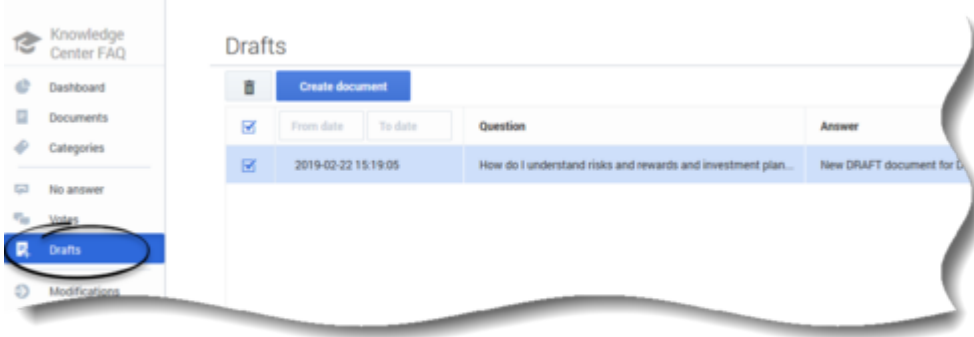 Knowledge
Center FAQ
Dashboard
Documents
Categories
No answer
Votes
Drafts
Modifications
Drafts
Create document
From date To date Question Answer
2019-02-22 15:19:05 How do I understand risks and rewards and investment plan... New DRAFT document for